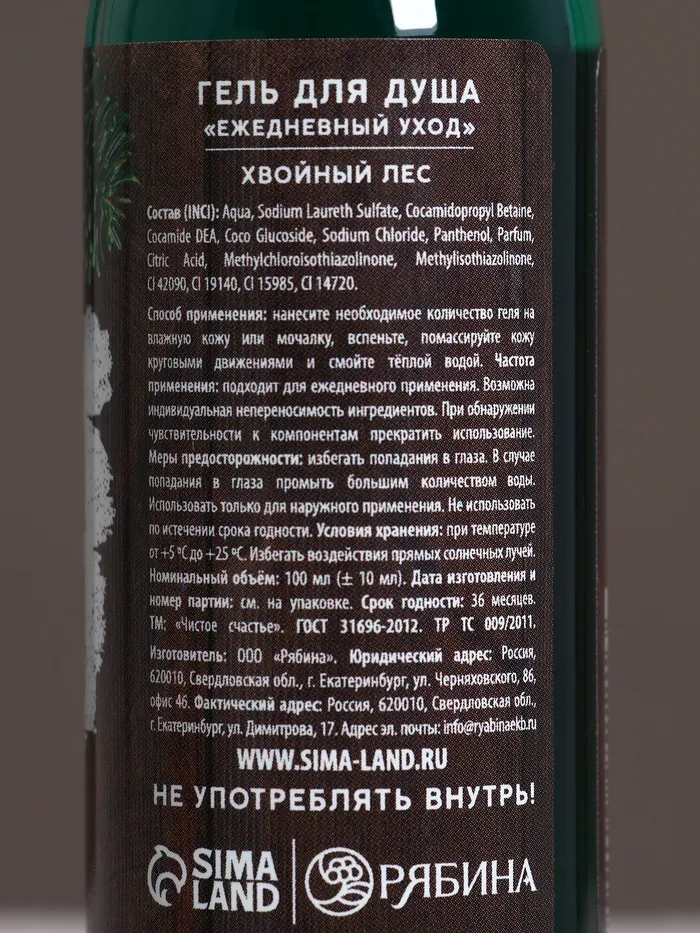 ГЕЛЬ ДЛЯ ДУША
«ЕЖЕДНЕВНЫЙ УХОД»
ХВОЙНЫЙ ЛЕС
Состав (INCI): Aqua, Sodium Laureth Sulfate, Cocamidopropyl Betaine,
Cocamide DEA, Coco Glucoside, Sodium Chloride, Panthenol, Parfum,
Citric Acid, Methylchloroisothiazolinone, Methylisothiazolinone,
CI 42090, CI 19140, CI 15985, CI 14720.
Способ применения: нанесите необходимое количество геля на
влажную кожу или мочалку, вспеньте, помассируйте кожу
круговыми движениями и смойте тёплой водой. Частота
применения: подходит для ежедневного применения. Возможна
индивидуальная непереносимость ингредиентов. При обнаружении
чувствительности к компонентам прекратить использование.
Меры предосторожности: избегать попадания в глаза. В случае
попадания в глаза промыть большим количеством воды.
Использовать только для наружного применения. Не использовать
по истечении срока годности. Условия хранения: при температуре
от +5 °C до +25 °C. Избегать воздействия прямых солнечных лучей.
Номинальный объём: 100 мл (± 10 мл). Дата изготовления и
номер партии: см. на упаковке. Срок годности: 36 месяцев.
ТМ: «Чистое счастье». ГОСТ 31696-2012. ТР ТС 009/2011.
Изготовитель: ООО «Рябина». Юридический адрес: Россия,
620010, Свердловская обл., г. Екатеринбург, ул. Черняховского, 86,
офис 46. Фактический адрес: Россия, 620010, Свердловская обл.,
г. Екатеринбург, ул. Димитрова, 17. Адрес эл. почты: info@ryabinaekb.ru
WWW.SIMA-LAND.RU
НЕ УПОТРЕБЛЯТЬ ВНУТРЬ!
SIMA LAND
РЯБИНА